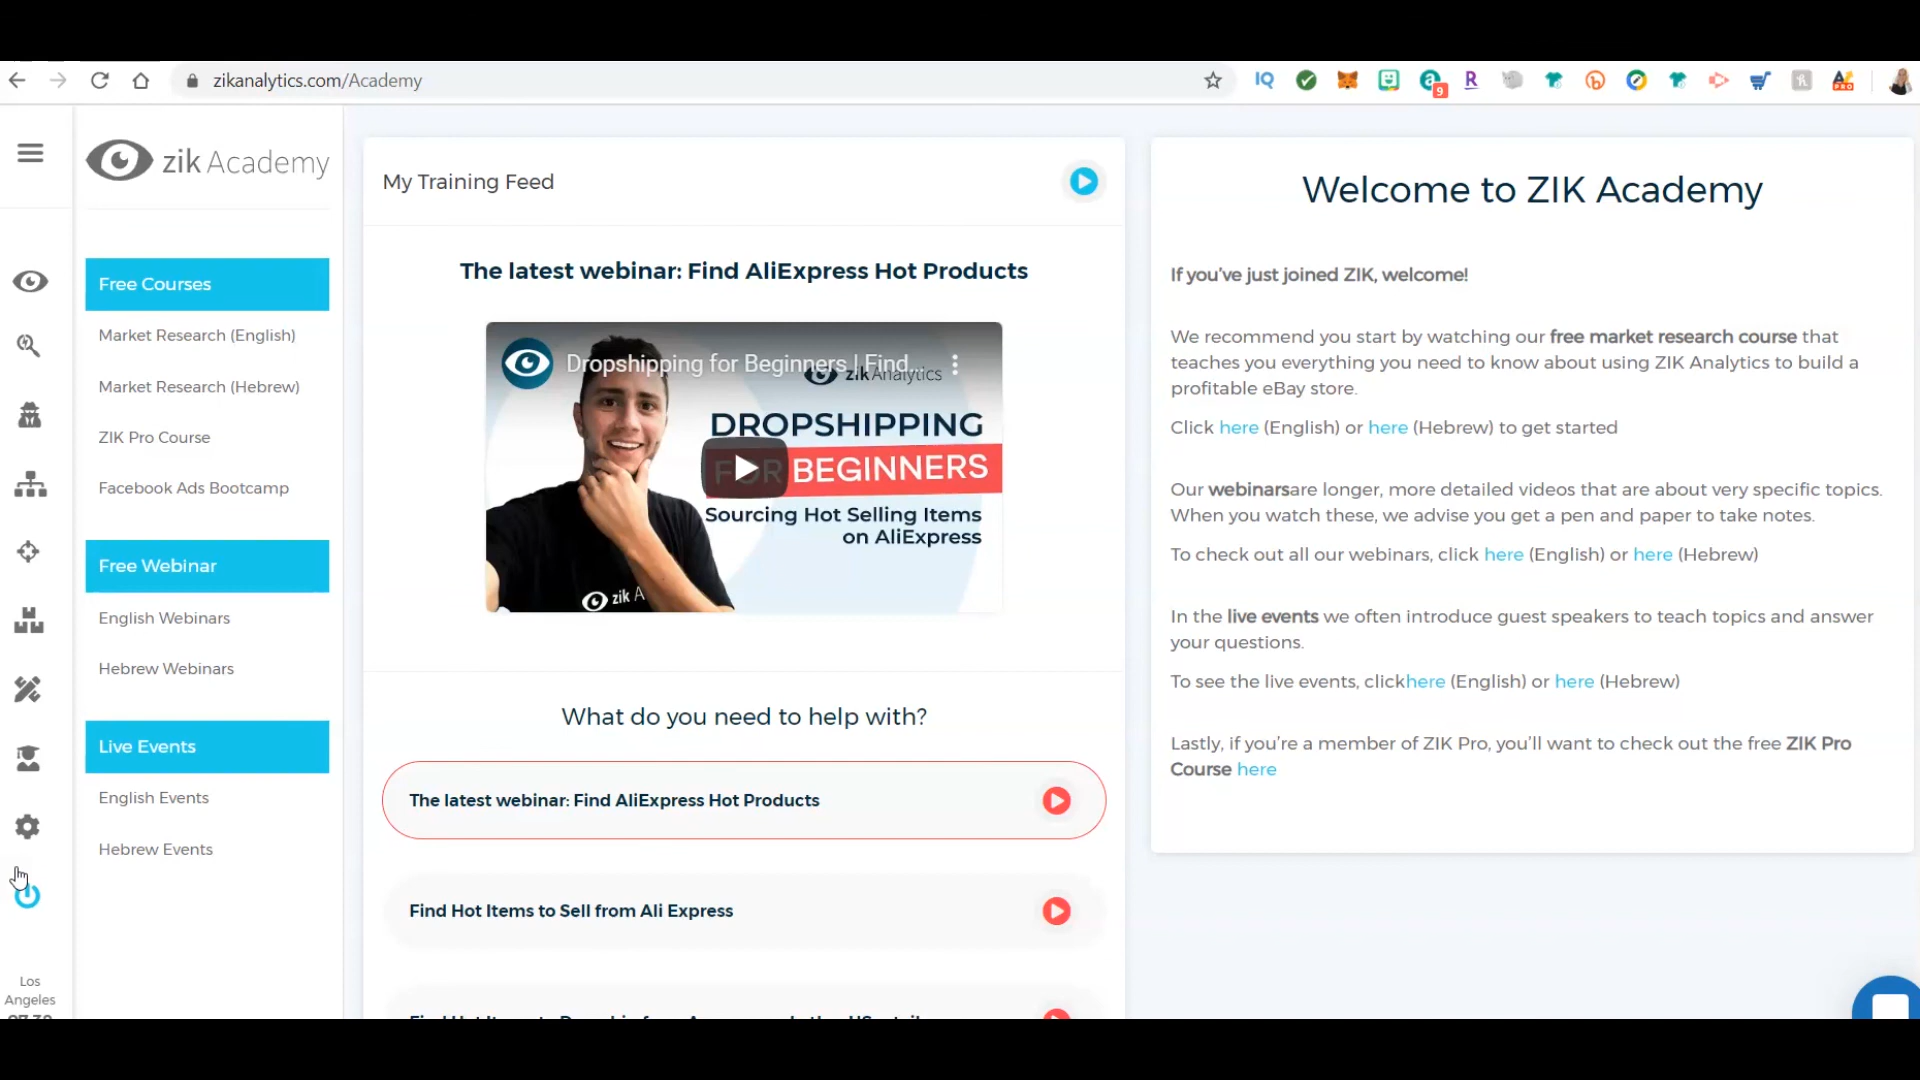 zikanalytics.com/Academy
IQ
a
9
R
b
PRO
zik Academy
Free Courses
Market Research (English)
Market Research (Hebrew)
ZIK Pro Course
Facebook Ads Bootcamp
Free Webinar
English Webinars
Hebrew Webinars
Live Events
English Events
Hebrew Events
Los
Angeles
My Training Feed
The latest webinar: Find AliExpress Hot Products
Dropshipping for Beginners | Find...
zikAnalytics
DROPSHIPPING
FOR BEGINNERS
Sourcing Hot Selling Items
on AliExpress
zik A
What do you need to help with?
The latest webinar: Find AliExpress Hot Products
Find Hot Items to Sell from Ali Express
Welcome to ZIK Academy
If you've just joined ZIK, welcome!
We recommend you start by watching our free market research course that
teaches you everything you need to know about using ZIK Analytics to build a
profitable eBay store.
Click here (English) or here (Hebrew) to get started
Our webinarsare longer, more detailed videos that are about very specific topics.
When you watch these, we advise you get a pen and paper to take notes.
To check out all our webinars, click here (English) or here (Hebrew)
In the live events we often introduce guest speakers to teach topics and answer
your questions.
To see the live events, clickhere (English) or here (Hebrew)
Lastly, if you're a member of ZIK Pro, you'll want to check out the free ZIK Pro
Course here